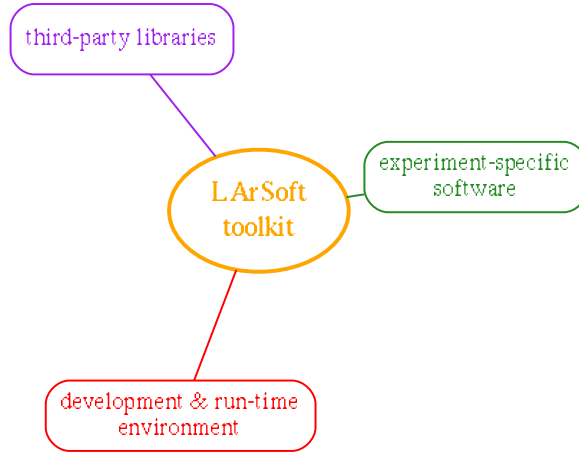 third-party libraries
experiment-specific
software
LArSoft
toolkit
development & run-time
environment